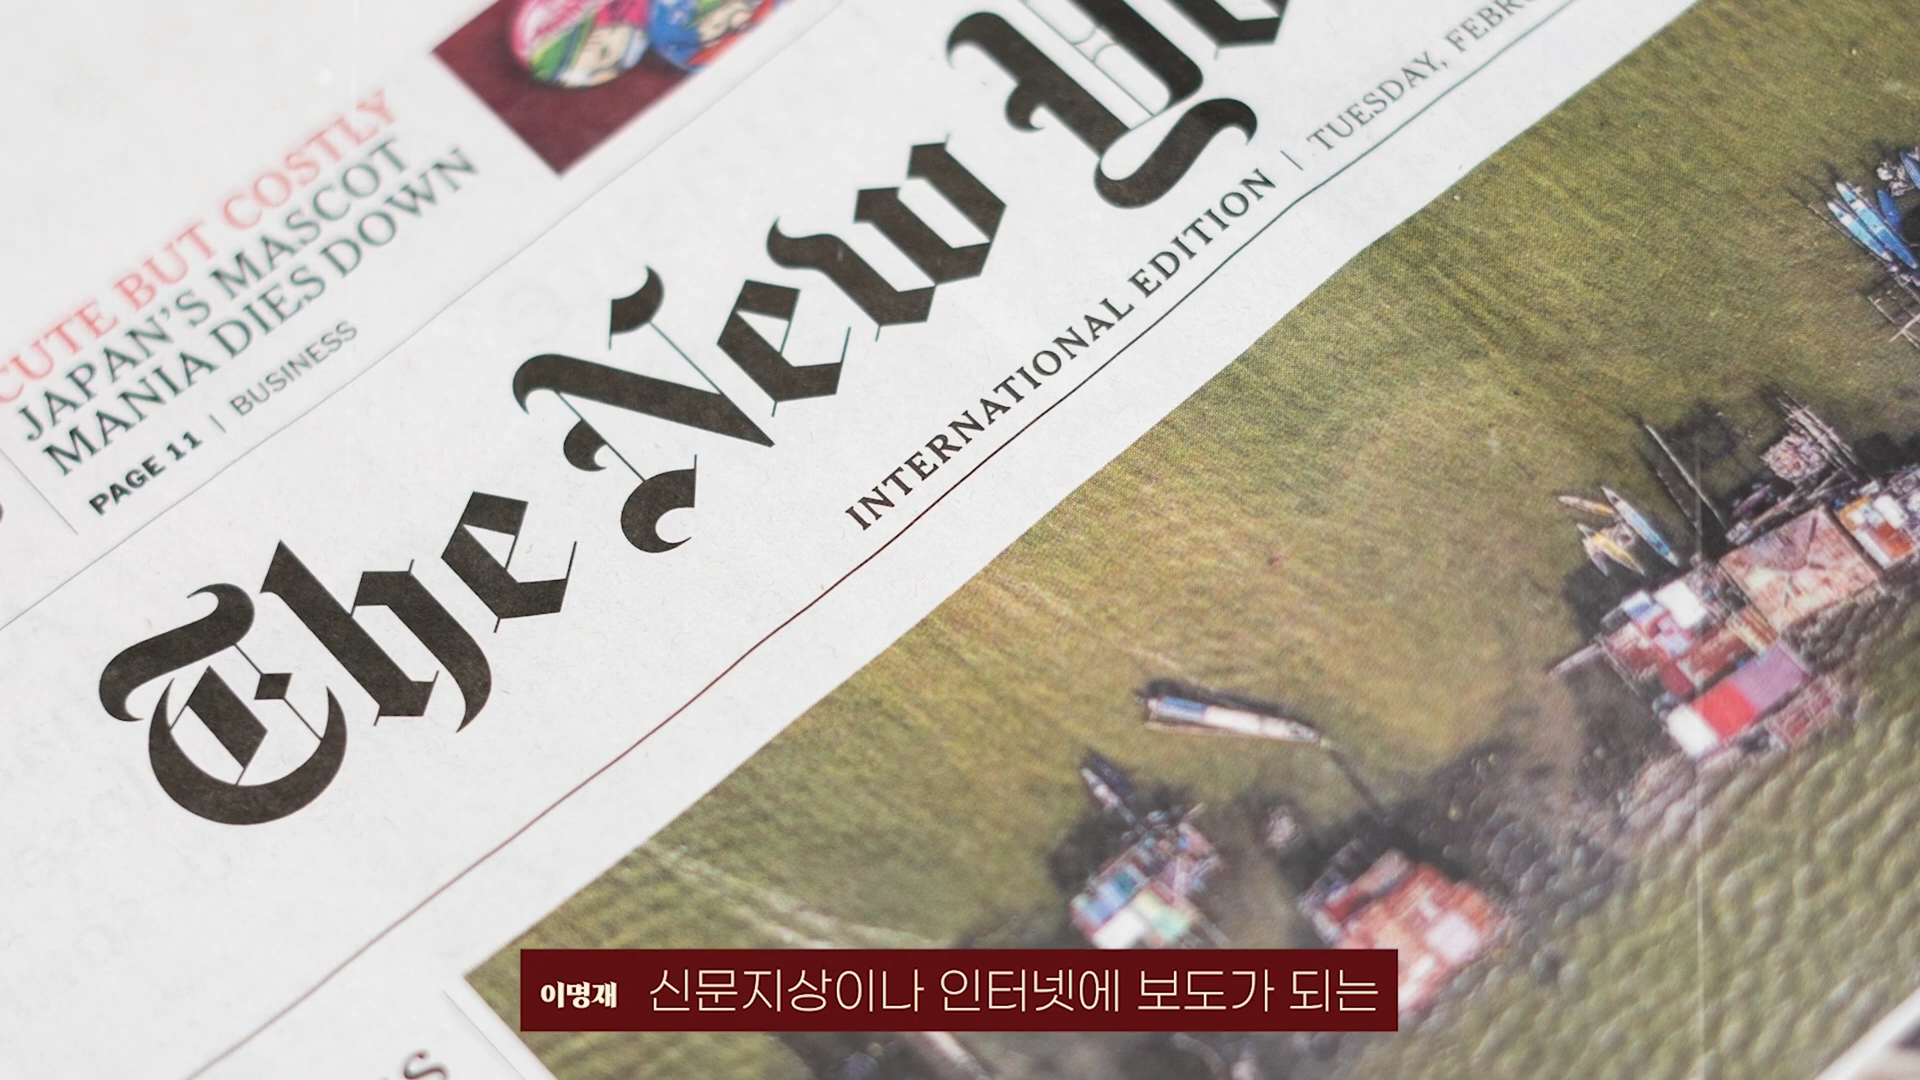 CUTE BUT COSTLY
JAPAN'S MASCOT
MANIA DIES DOWN
PAGE 11 | BUSINESS
The New
INTERNATIONAL EDITION | TUESDAY,
이명재 신문지상이나 인터넷에 보도가 되는